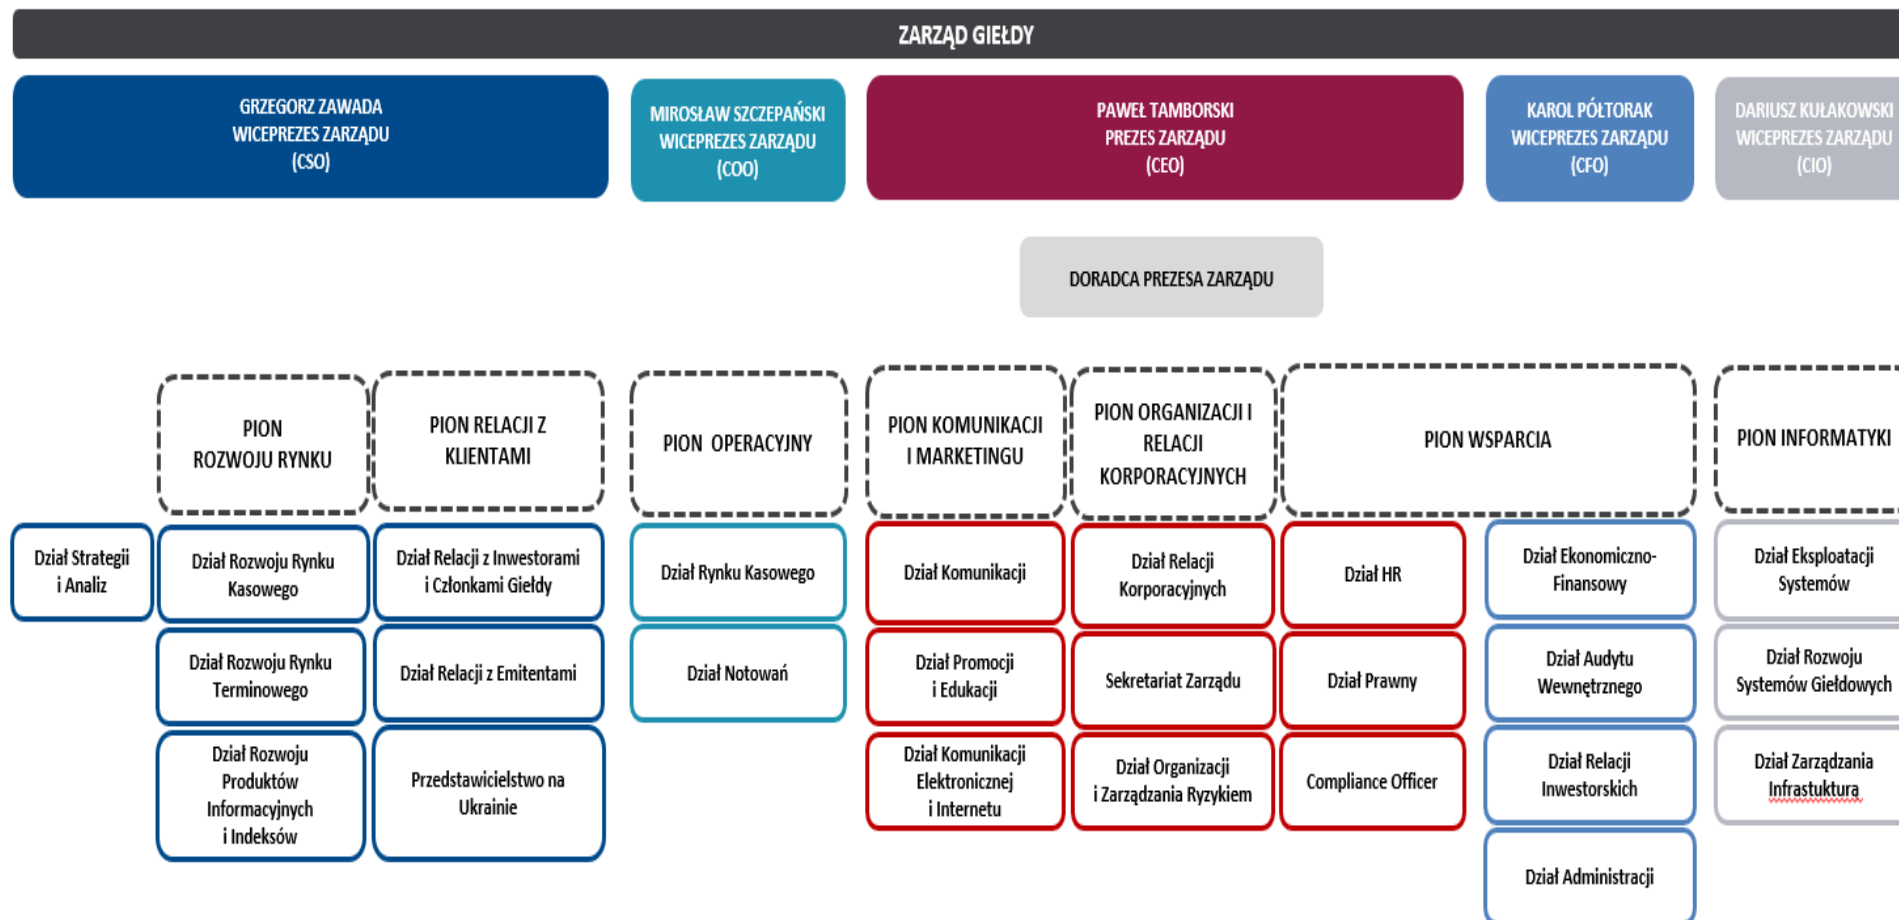 ZARZĄD GIEŁDY
GRZEGORZ ZAWADA
WICEPREZES ZARZĄDU
(CSO)
MIROSŁAW SZCZEPAŃSKI
WICEPREZES ZARZĄDU
(COO)
PAWEŁ TAMBORSKI
PREZES ZARZĄDU
(CEO)
KAROL PÓŁTORAK
WICEPREZES ZARZĄDU
(CFO)
DARIUSZ KUŁAKOWSKI
WICEPREZES ZARZĄDU
(CIO)
DORADCA PREZESA ZARZĄDU
PION
ROZWOJU RYNKU
PION RELACJI Z
KLIENTAMI
PION OPERACYJNY
PION KOMUNIKACJI
I MARKETINGU
PION ORGANIZACJI I
RELACJI
KORPORACYJNYCH
PION WSPARCIA
PION INFORMATYKI
Dział Strategii
i Analiz
Dział Rozwoju Rynku
Kasowego
Dział Relacji z Inwestorami
i Członkami Giełdy
Dział Rynku Kasowego
Dział Komunikacji
Dział Relacji
Korporacyjnych
Dział HR
Dział Ekonomiczno-
Finansowy
Dział Eksploatacji
Systemów
Dział Rozwoju Rynku
Terminowego
Dział Relacji z Emitentami
Dział Notowań
Dział Promocji
i Edukacji
Sekretariat Zarządu
Dział Prawny
Dział Audytu
Wewnętrznego
Dział Rozwoju
Systemów Giełdowych
Dział Rozwoju
Produktów
Informacyjnych
i Indeksów
Przedstawicielstwo na
Ukrainie
Dział Komunikacji
Elektronicznej
i Internetu
Dział Organizacji
i Zarządzania Ryzykiem
Compliance Officer
Dział Relacji
Inwestorskich
Dział Zarządzania
Infrastukturą
Dział Administracji